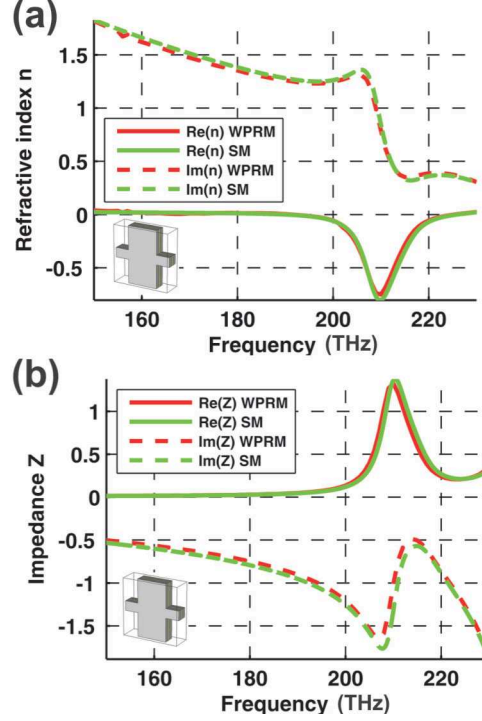 (a)
1.5
1
0.5
0
-0.5
Refractive index n
Re(n) WPRM
Re(n) SM
Im(n) WPRM
Im(n) SM
160 180 200 220
Frequency (THz)
(b)
1
0.5
0
-0.5
-1
-1.5
Impedance Z
Re(Z) WPRM
Re(Z) SM
Im(Z) WPRM
Im(Z) SM
160 180 200 220
Frequency (THz)